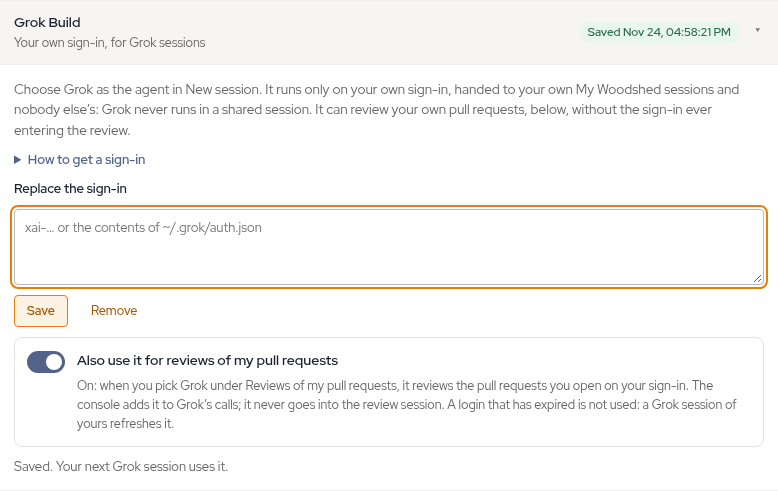 Grok Build
Your own sign-in, for Grok sessions
Saved Nov 24, 04:58:21 PM
Choose Grok as the agent in New session. It runs only on your own sign-in, handed to your own My Woodshed sessions and
nobody else's: Grok never runs in a shared session. It can review your own pull requests, below, without the sign-in ever
entering the review.
How to get a sign-in
Replace the sign-in
xai-... or the contents of ~/.grok/auth.json
Save
Remove
Also use it for reviews of my pull requests
On: when you pick Grok under Reviews of my pull requests, it reviews the pull requests you open on your sign-in. The
console adds it to Grok's calls; it never goes into the review session. A login that has expired is not used: a Grok session of
yours refreshes it.
Saved. Your next Grok session uses it.